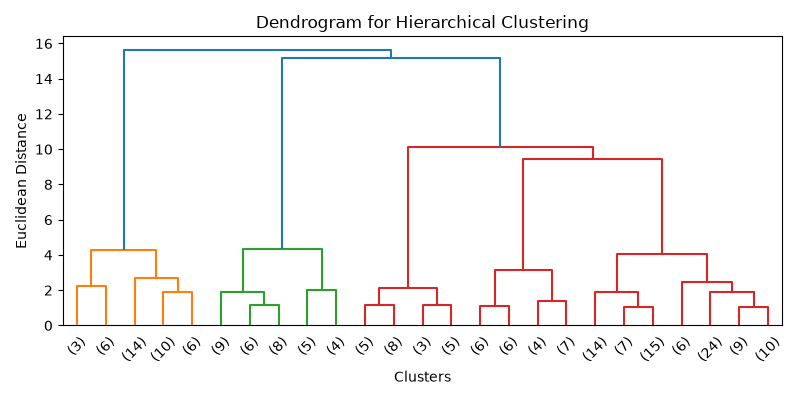 Dendrogram for Hierarchical Clustering
Euclidean Distance
16
14
12
10
8
6
4
2
0
(3) (6) (14) (10) (6) (9) (6) (8) (5) (4) (5) (8) (3) (5) (6) (6) (4) (7) (14) (7) (15) (6) (24) (9) (10)
Clusters